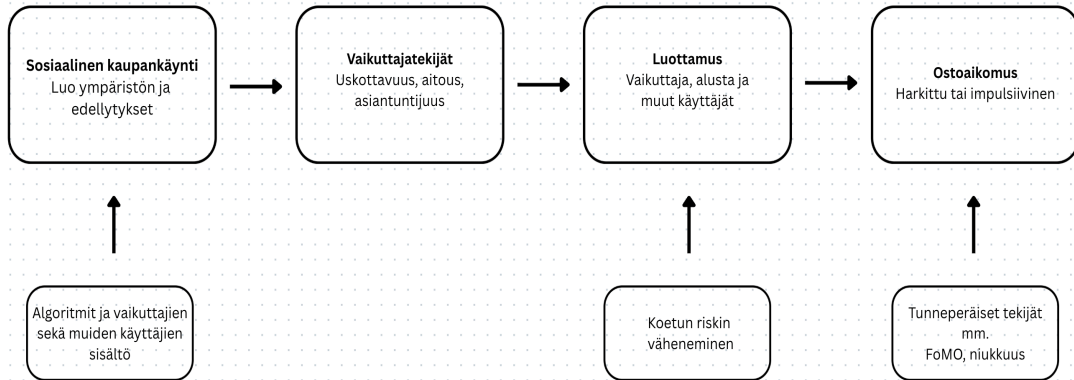 Sosiaalinen kaupankäynti
Luo ympäristön ja
edellytykset
Vaikuttajatekijät
Uskottavuus, aitous,
asiantuntijuus
Luottamus
Vaikuttaja, alusta ja
muut käyttäjät
Ostoaikomus
Harkittu tai impulsiivinen
Algoritmit ja vaikuttajien
sekä muiden käyttäjien
sisältö
Koetun riskin
väheneminen
Tunneperäiset tekijät
mm.
FoMO, niukkuus